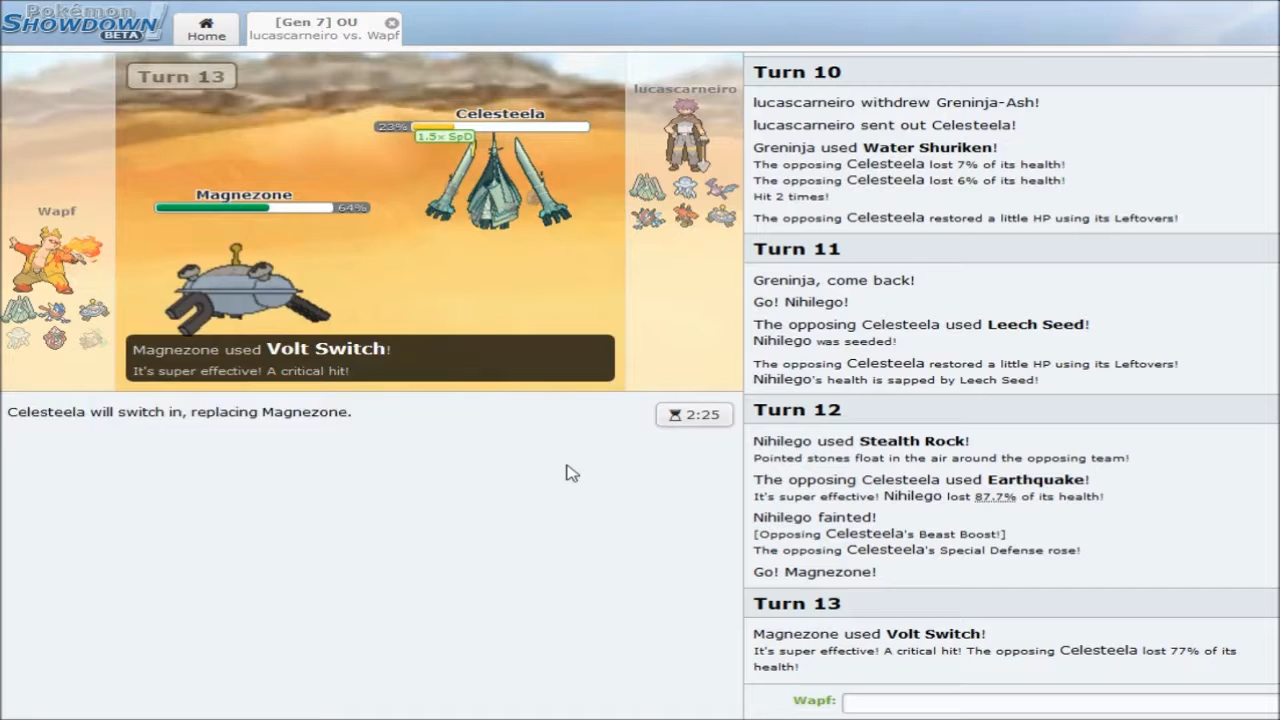 Pokémon
SHOWDOWN!
BETA
Home
[Gen 7] OU
lucascarneiro vs. Wapf
Turn 13
Celesteela
23%
1.5× SpD
Magnezone
64%
Wapf
lucascarneiro
Magnezone used Volt Switch!
It's super effective! A critical hit!
Celesteela will switch in, replacing Magnezone.
2:25
Turn 10
lucascarneiro withdrew Greninja-Ash!
lucascarneiro sent out Celesteela!
Greninja used Water Shuriken!
The opposing Celesteela lost 7% of its health!
The opposing Celesteela lost 6% of its health!
Hit 2 times!
The opposing Celesteela restored a little HP using its Leftovers!
Turn 11
Greninja, come back!
Go! Nihilego!
The opposing Celesteela used Leech Seed!
Nihilego was seeded!
The opposing Celesteela restored a little HP using its Leftovers!
Nihilego's health is sapped by Leech Seed!
Turn 12
Nihilego used Stealth Rock!
Pointed stones float in the air around the opposing team!
The opposing Celesteela used Earthquake!
It's super effective! Nihilego lost 87.7% of its health!
Nihilego fainted!
[Opposing Celesteela's Beast Boost!]
The opposing Celesteela's Special Defense rose!
Go! Magnezone!
Turn 13
Magnezone used Volt Switch!
It's super effective! A critical hit! The opposing Celesteela lost 77% of its
health!
Wapf: